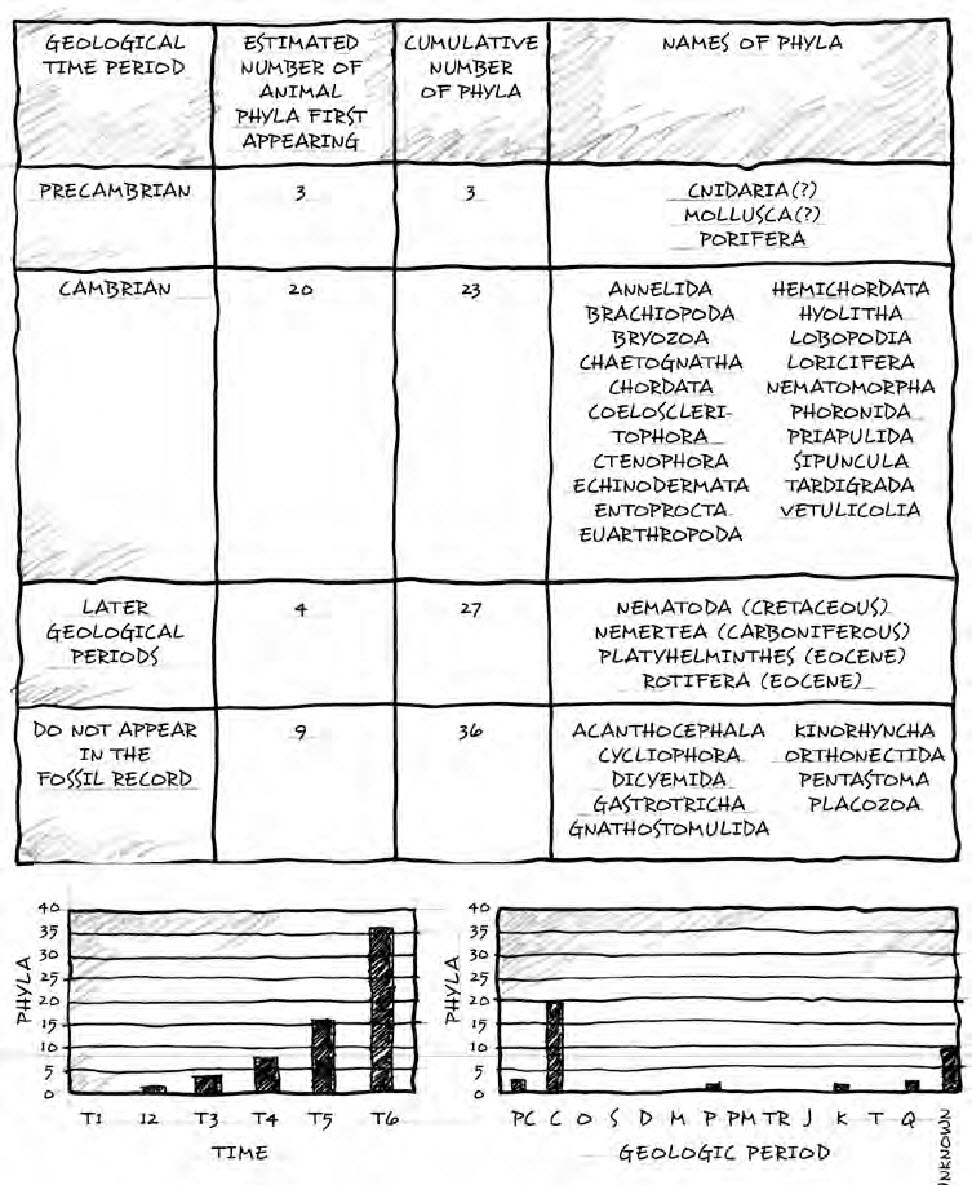 GEOLOGICAL
TIME PERIOD
ESTIMATED
NUMBER OF
ANIMAL
PHYLA FIRST
APPEARING
CUMULATIVE
NUMBER
OF PHYLA
NAMES OF PHYLA
PRECAMBRIAN
3
3
CNIDARIA(?)
MOLLUSCA(?)
PORIFERA
CAMBRIAN
20
23
ANNELIDA
BRACHIOPODA
BRYOZOA
CHAETOGNATHA
CHORDATA
COELOSCLERI-
TOPHORA
CTENOPHORA
ECHINODERMATA
ENTOPROCTA
EUARTHROPODA
HEMICHORDATA
HYOLITHA
LOBOPODIA
LORICIFERA
NEMATOMORPHA
PHORONIDA
PRIAPULIDA
SIPUNCULA
TARDIGRADA
VETULICOLIA
LATER
GEOLOGICAL
PERIODS
4
27
NEMATODA (CRETACEOUS)
NEMERTEA (CARBONIFEROUS)
PLATYHELMINTHES (EOCENE)
ROTIFERA (EOCENE)
DO NOT APPEAR
IN THE
FOSSIL RECORD
9
36
ACANTHOCEPHALA
CYCLIOPHORA
DICYEMIDA
GASTROTRICHA
GNATHOSTOMULIDA
KINORHYNCHA
ORTHONECTIDA
PENTASTOMA
PLACOZOA
40
35
30
25
20
15
10
5
0
PHYLA
T1 T2 T3 T4 T5 T6
TIME
40
35
30
25
20
15
10
5
0
PHYLA
PC C O S D M P PM TR J K T Q
GEOLOGIC PERIOD